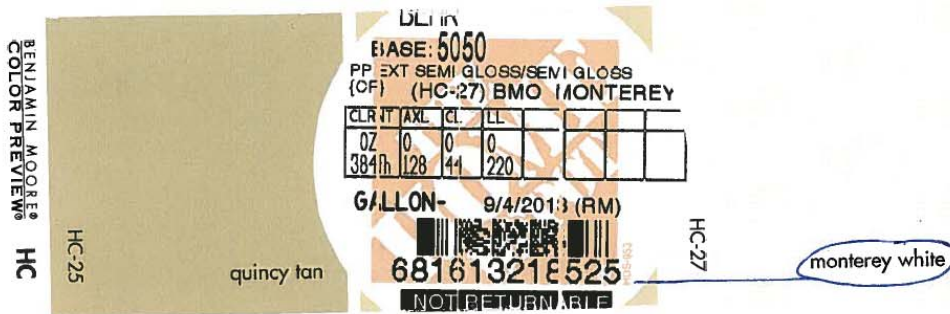 BENJAMIN MOORE®
COLOR PREVIEW® HC
HC-25
quincy tan
BEHR
BASE: 5050
PP EXT SEMI GLOSS/SEMI GLOSS
{CF} (HC-27) BMO MONTEREY
CLRNT AXL CL LL
OZ 0 0 0
384th 128 44 220
GALLON- 9/4/2013 (RM)
681613218525
NOT RETURNABLE
HC-27
monterey white